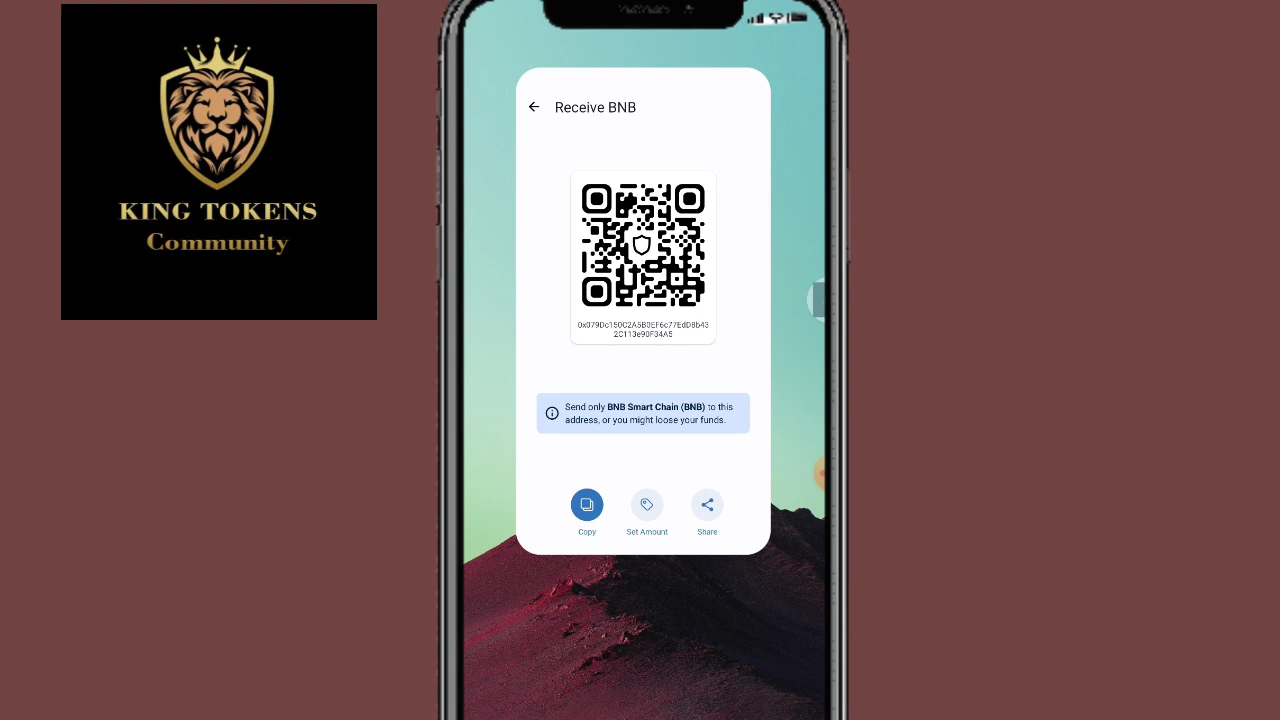 KING TOKENS
Community
Receive BNB
0x079Dc150C2A5B0EF6c77EdD8b43
2C113e90F34A5
Send only BNB Smart Chain (BNB) to this
address, or you might loose your funds.
Copy
Set Amount
Share